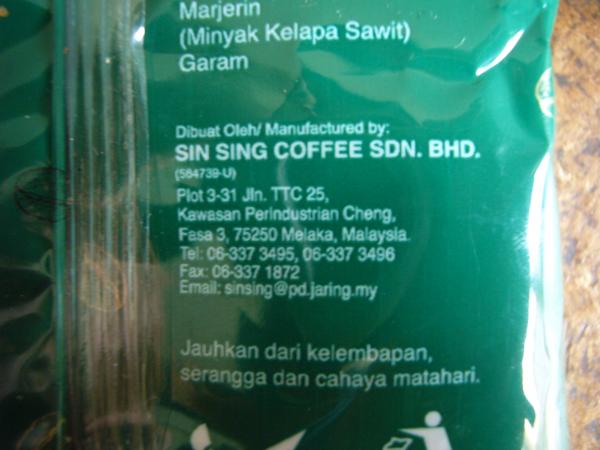 Marjerin
(Minyak Kelapa Sawit)
Garam
Dibuat Oleh/ Manufactured by:
SIN SING COFFEE SDN. BHD.
(564739-U)
Plot 3-31 Jln. TTC 25,
Kawasan Perindustrian Cheng,
Fasa 3, 75250 Melaka, Malaysia.
Tel: 06-337 3495, 06-337 3496
Fax: 06-337 1872
Email: sinsing@pd.jaring.my
Jauhkan dari kelembapan,
serangga dan cahaya matahari.